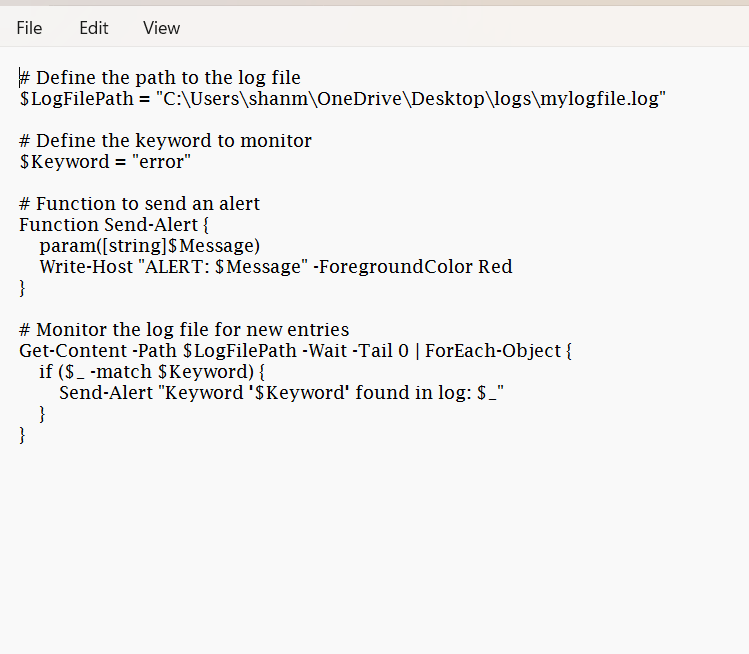 File Edit View
# Define the path to the log file
$LogFilePath = "C:\Users\shanm\OneDrive\Desktop\logs\mylogfile.log"
# Define the keyword to monitor
$Keyword = "error"
# Function to send an alert
Function Send-Alert {
    param([string]$Message)
    Write-Host "ALERT: $Message" -ForegroundColor Red
}
# Monitor the log file for new entries
Get-Content -Path $LogFilePath -Wait -Tail 0 | ForEach-Object {
    if ($_ -match $Keyword) {
        Send-Alert "Keyword '$Keyword' found in log: $_"
    }
}